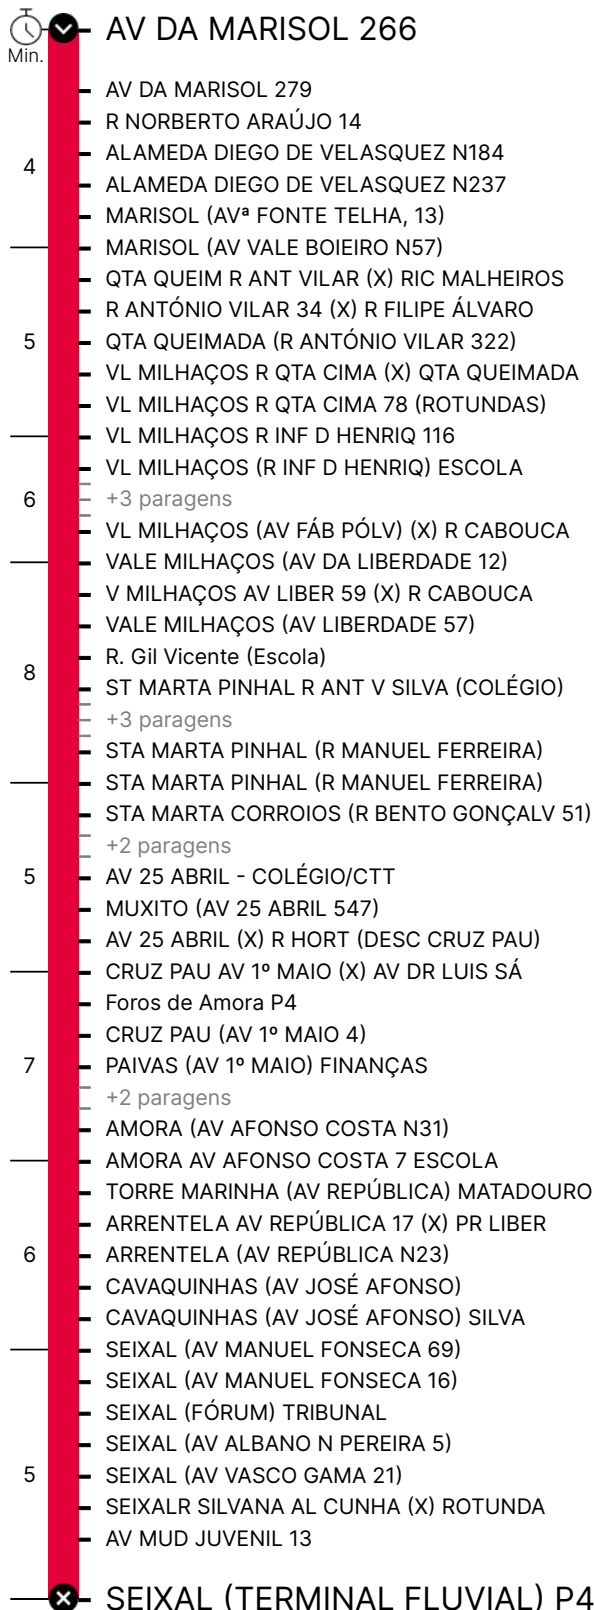 AV DA MARISOL 266
Min.
AV DA MARISOL 279
R NORBERTO ARAÚJO 14
ALAMEDA DIEGO DE VELASQUEZ N184
4
ALAMEDA DIEGO DE VELASQUEZ N237
MARISOL (AVª FONTE TELHA, 13)
MARISOL (AV VALE BOIEIRO N57)
QTA QUEIM R ANT VILAR (X) RIC MALHEIROS
R ANTÓNIO VILAR 34 (X) R FILIPE ÁLVARO
5
QTA QUEIMADA (R ANTÓNIO VILAR 322)
VL MILHAÇOS R QTA CIMA (X) QTA QUEIMADA
VL MILHAÇOS R QTA CIMA 78 (ROTUNDAS)
VL MILHAÇOS R INF D HENRIQ 116
VL MILHAÇOS (R INF D HENRIQ) ESCOLA
6
+3 paragens
VL MILHAÇOS (AV FÁB PÓLV) (X) R CABOUCA
VALE MILHAÇOS (AV DA LIBERDADE 12)
V MILHAÇOS AV LIBER 59 (X) R CABOUCA
VALE MILHAÇOS (AV LIBERDADE 57)
R. Gil Vicente (Escola)
8
ST MARTA PINHAL R ANT V SILVA (COLÉGIO)
+3 paragens
STA MARTA PINHAL (R MANUEL FERREIRA)
STA MARTA PINHAL (R MANUEL FERREIRA)
STA MARTA CORROIOS (R BENTO GONÇALV 51)
+2 paragens
5
AV 25 ABRIL - COLÉGIO/CTT
MUXITO (AV 25 ABRIL 547)
AV 25 ABRIL (X) R HORT (DESC CRUZ PAU)
CRUZ PAU AV 1º MAIO (X) AV DR LUIS SÁ
Foros de Amora P4
CRUZ PAU (AV 1º MAIO 4)
7
PAIVAS (AV 1º MAIO) FINANÇAS
+2 paragens
AMORA (AV AFONSO COSTA N31)
AMORA AV AFONSO COSTA 7 ESCOLA
TORRE MARINHA (AV REPÚBLICA) MATADOURO
ARRENTELA AV REPÚBLICA 17 (X) PR LIBER
6
ARRENTELA (AV REPÚBLICA N23)
CAVAQUINHAS (AV JOSÉ AFONSO)
CAVAQUINHAS (AV JOSÉ AFONSO) SILVA
SEIXAL (AV MANUEL FONSECA 69)
SEIXAL (AV MANUEL FONSECA 16)
SEIXAL (FÓRUM) TRIBUNAL
SEIXAL (AV ALBANO N PEREIRA 5)
5
SEIXAL (AV VASCO GAMA 21)
SEIXALR SILVANA AL CUNHA (X) ROTUNDA
AV MUD JUVENIL 13
SEIXAL (TERMINAL FLUVIAL) P4